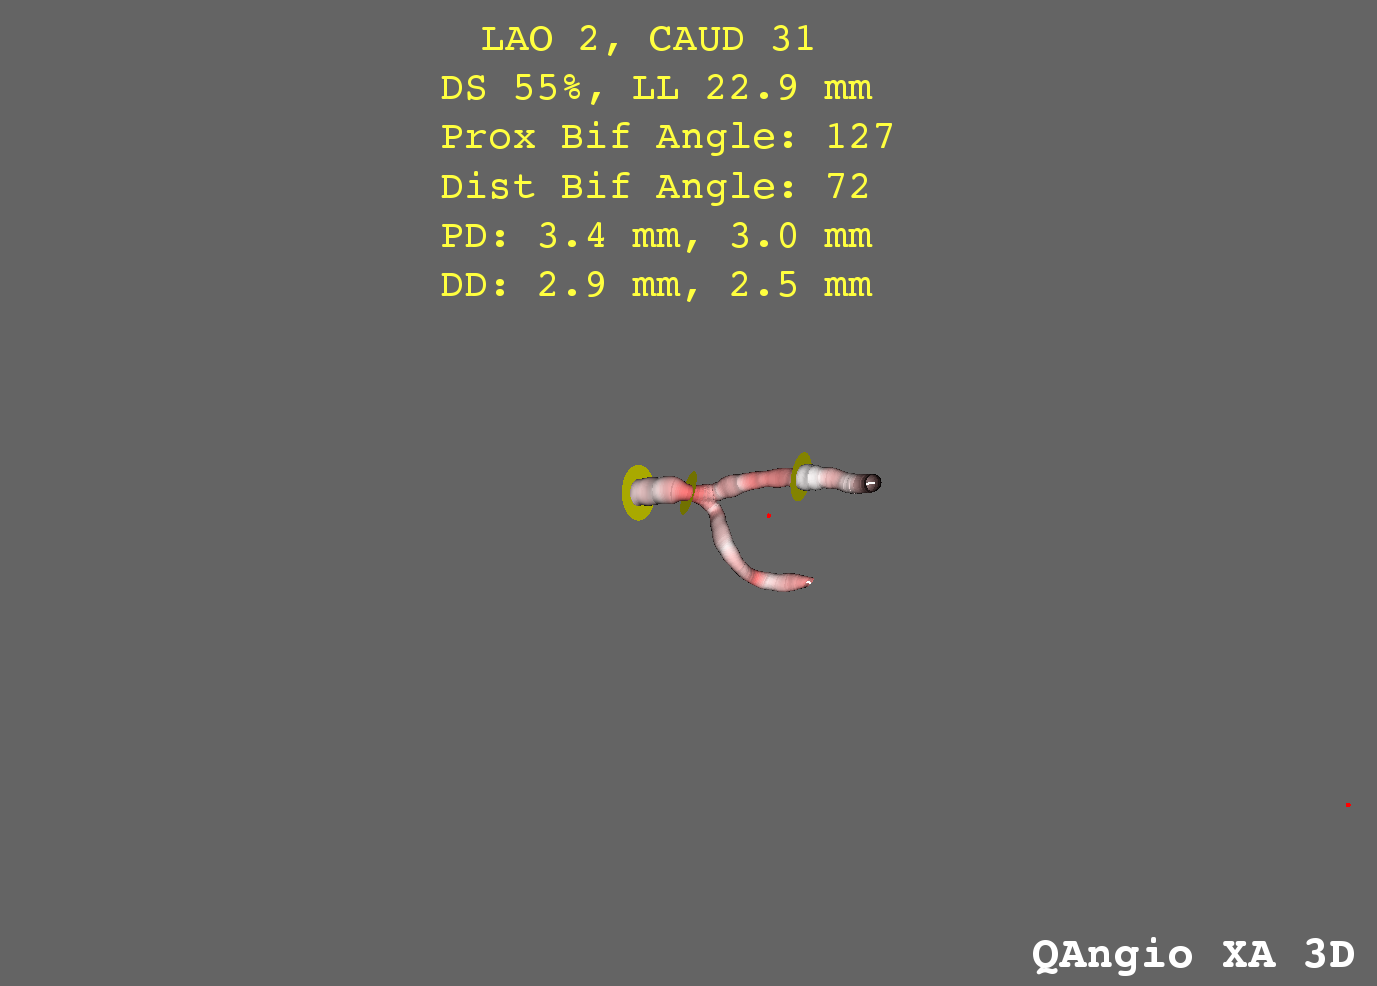 LAO 2, CAUD 31
DS 55%, LL 22.9 mm
Prox Bif Angle: 127
Dist Bif Angle: 72
PD: 3.4 mm, 3.0 mm
DD: 2.9 mm, 2.5 mm
QAngio XA 3D